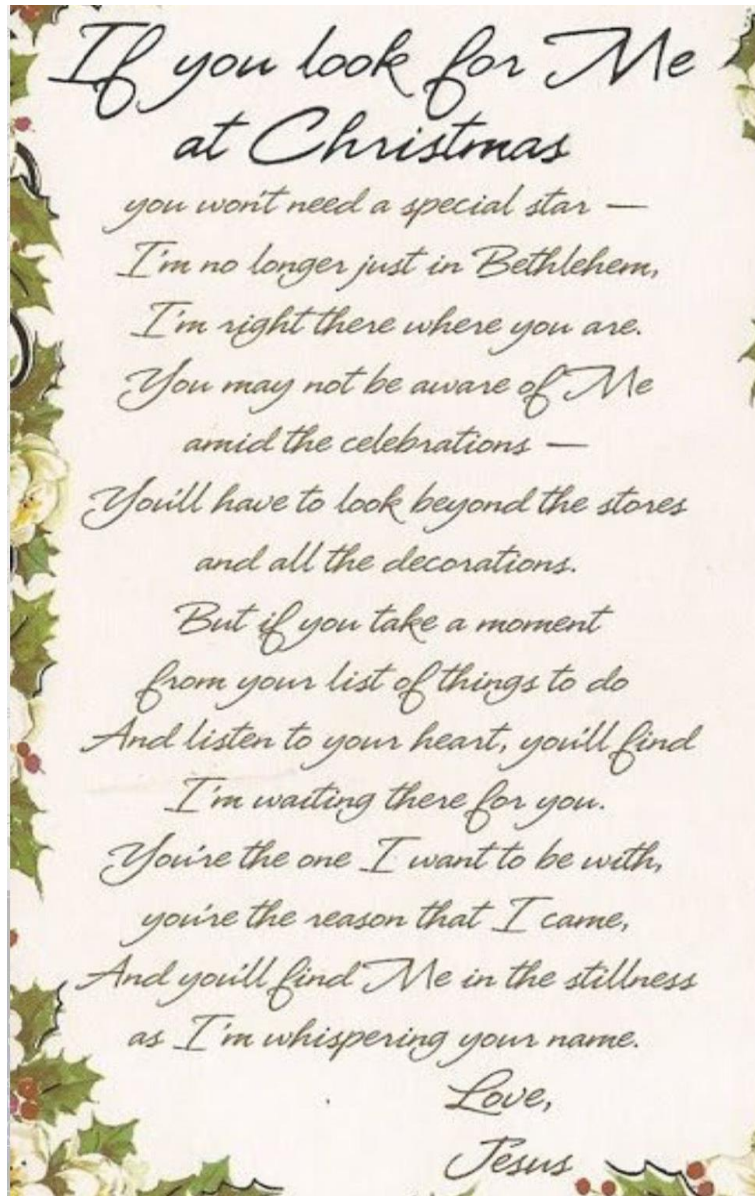 If you look for Me
at Christmas
you won't need a special star —
I'm no longer just in Bethlehem,
I'm right there where you are.
You may not be aware of Me
amid the celebrations —
You'll have to look beyond the stores
and all the decorations.
But if you take a moment
from your list of things to do
And listen to your heart, you'll find
I'm waiting there for you.
You're the one I want to be with,
you're the reason that I came,
And you'll find Me in the stillness
as I'm whispering your name.
Love,
Jesus